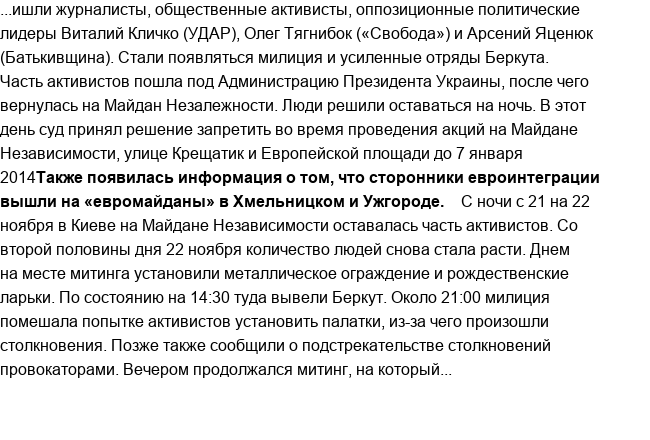 ...ишли журналисты, общественные активисты, оппозиционные политические
лидеры Виталий Кличко (УДАР), Олег Тягнибок («Свобода») и Арсений Яценюк
(Батькивщина). Стали появляться милиция и усиленные отряды Беркута.
Часть активистов пошла под Администрацию Президента Украины, после чего
вернулась на Майдан Незалежности. Люди решили оставаться на ночь. В этот
день суд принял решение запретить во время проведения акций на Майдане
Независимости, улице Крещатик и Европейской площади до 7 января
2014Также появилась информация о том, что сторонники евроинтеграции
вышли на «евромайданы» в Хмельницком и Ужгороде. С ночи с 21 на 22
ноября в Киеве на Майдане Независимости оставалась часть активистов. Со
второй половины дня 22 ноября количество людей снова стала расти. Днем
на месте митинга установили металлическое ограждение и рождественские
ларьки. По состоянию на 14:30 туда вывели Беркут. Около 21:00 милиция
помешала попытке активистов установить палатки, из-за чего произошли
столкновения. Позже также сообщили о подстрекательстве столкновений
провокаторами. Вечером продолжался митинг, на который...